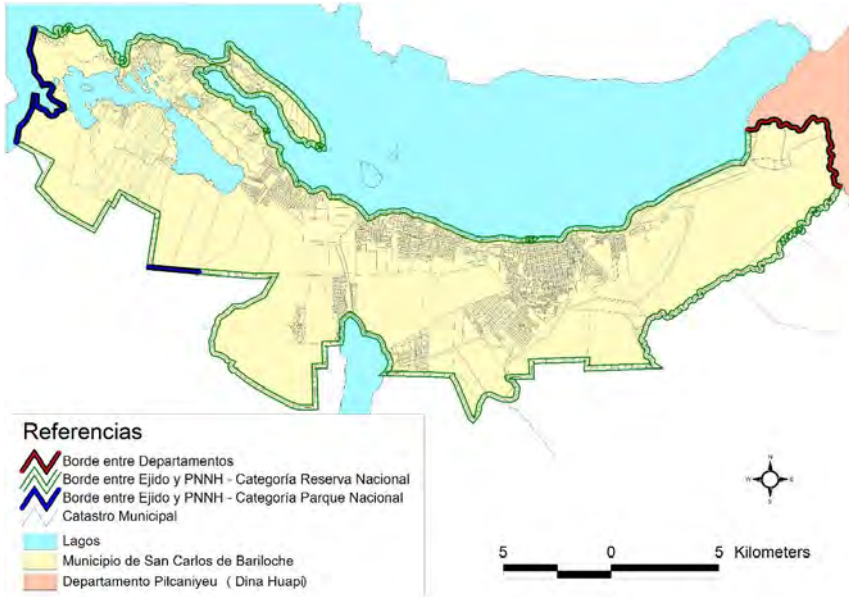 Referencias
Borde entre Departamentos
Borde entre Ejido y PNNH - Categoría Reserva Nacional
Borde entre Ejido y PNNH - Categoría Parque Nacional
Catastro Municipal
Lagos
Municipio de San Carlos de Bariloche
Departamento Pilcaniyeu ( Dina Huapi)
N
W E
S
5 0 5 Kilometers